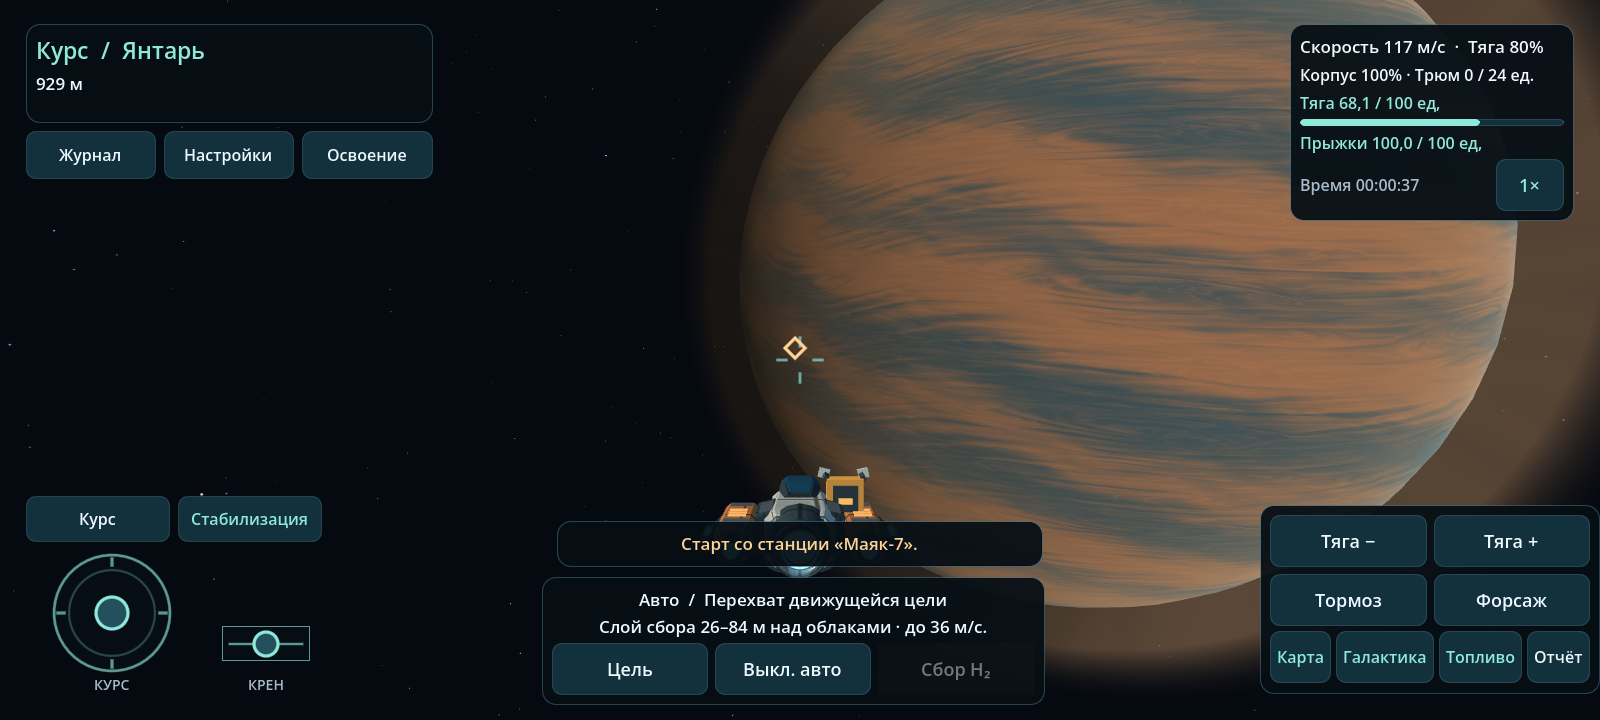 Курс / Янтарь
929 м
Журнал
Настройки
Освоение
Скорость 117 м/с · Тяга 80%
Корпус 100% · Трюм 0 / 24 ед.
Тяга 68,1 / 100 ед,
Прыжки 100,0 / 100 ед,
Время 00:00:37
1×
Курс
Стабилизация
КУРС
КРЕН
Старт со станции «Маяк-7».
Авто / Перехват движущейся цели
Слой сбора 26–84 м над облаками · до 36 м/с.
Цель
Выкл. авто
Сбор H₂
Тяга −
Тяга +
Тормоз
Форсаж
Карта
Галактика
Топливо
Отчёт